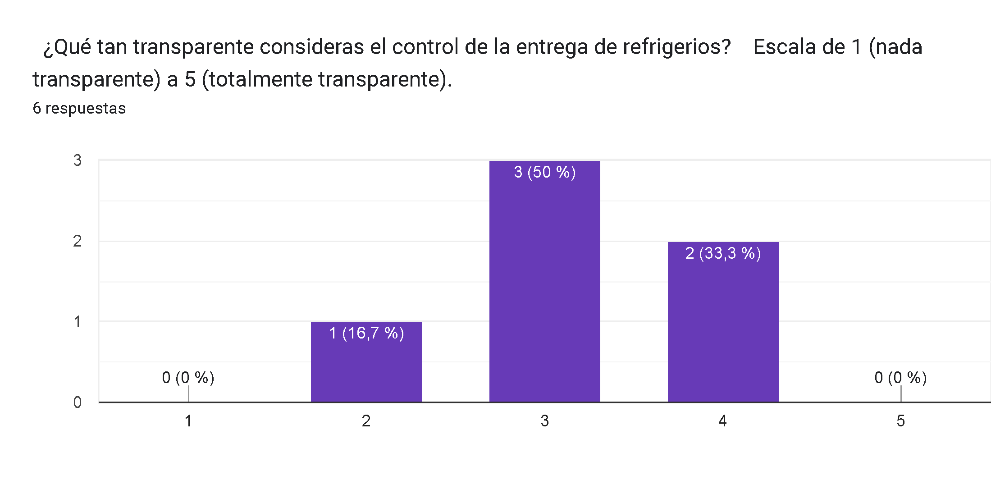 ¿Qué tan transparente consideras el control de la entrega de refrigerios?    Escala de 1 (nada
transparente) a 5 (totalmente transparente).
6 respuestas
3
3 (50 %)
2
2 (33,3 %)
1
1 (16,7 %)
0 (0 %)
0 (0 %)
0
1
2
3
4
5